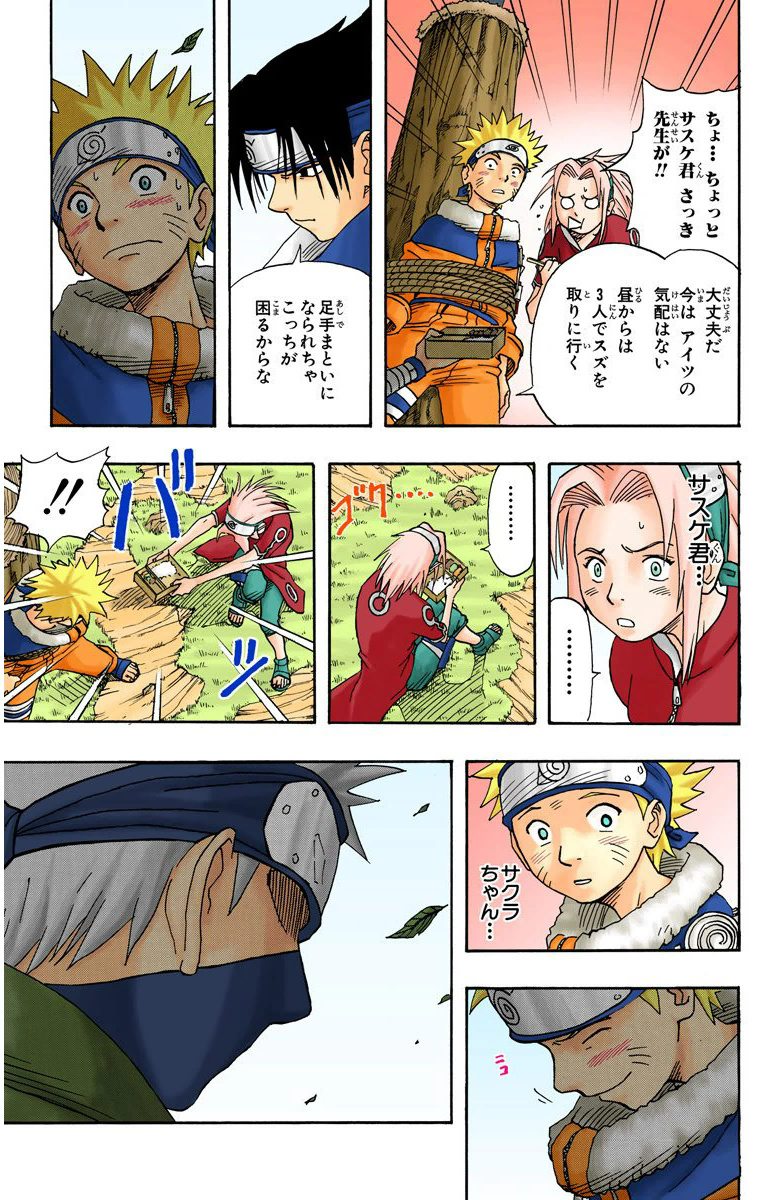 ちょ…ちょっと
サスケ君 さっき
先生が!!
大丈夫だ
今は アイツの
気配はない
昼からは
3人でスズを
取りに行く
足手まといに
なられちゃ
こっちが
困るからな
サスケ君…
…………
…………
ゴク……
バッ
!!
サクラ
ちゃん…
ニコ